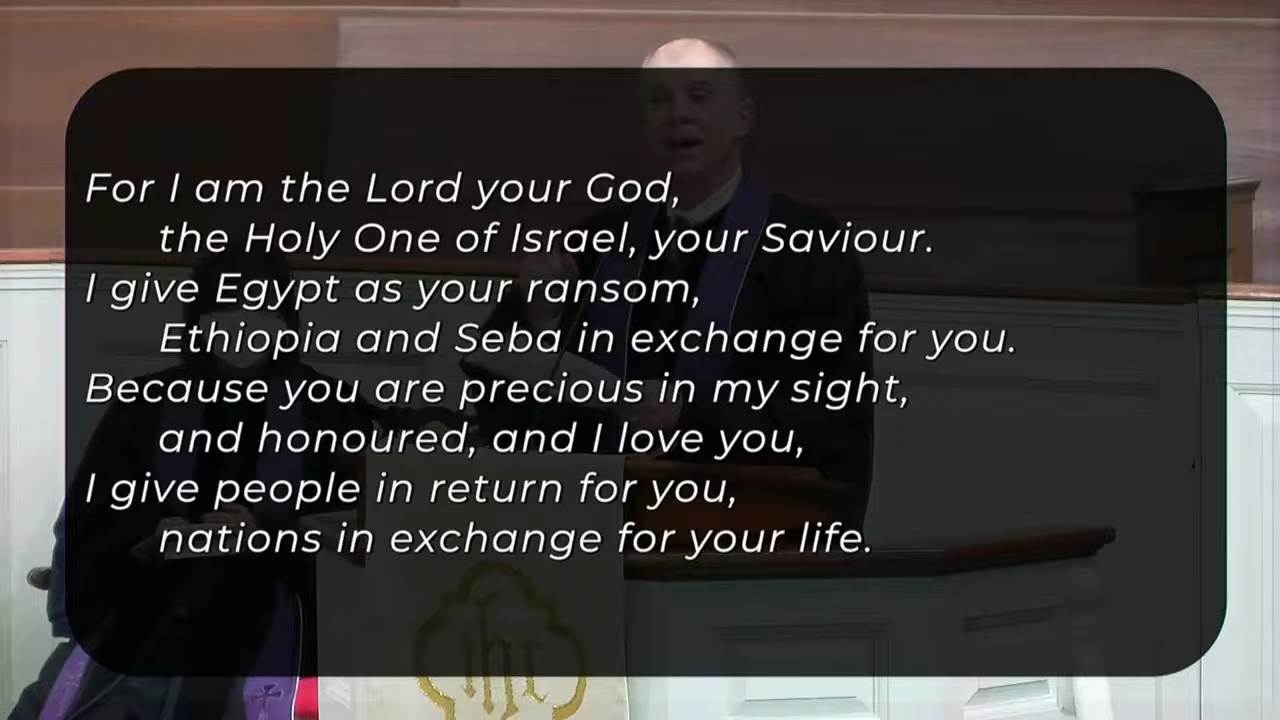 For I am the Lord your God,
the Holy One of Israel, your Saviour.
I give Egypt as your ransom,
Ethiopia and Seba in exchange for you.
Because you are precious in my sight,
and honoured, and I love you,
I give people in return for you,
nations in exchange for your life.
ihc